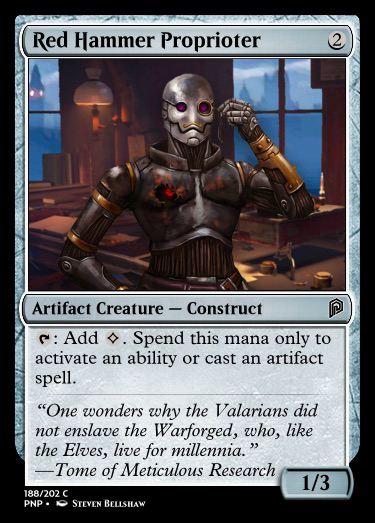 Red Hammer Proprioter 2
Artifact Creature — Construct
: Add . Spend this mana only to
activate an ability or cast an artifact
spell.
“One wonders why the Valarians did
not enslave the Warforged, who, like
the Elves, live for millennia.”
—Tome of Meticulous Research
1/3
188/202 C
PNP • Steven Bellshaw